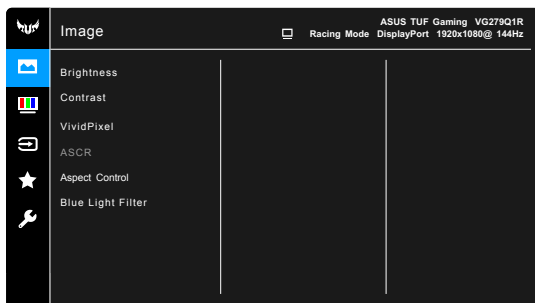 Image
ASUS TUF Gaming VG279Q1R
Racing Mode DisplayPort 1920x1080@ 144Hz
Brightness
Contrast
VividPixel
ASCR
Aspect Control
Blue Light Filter